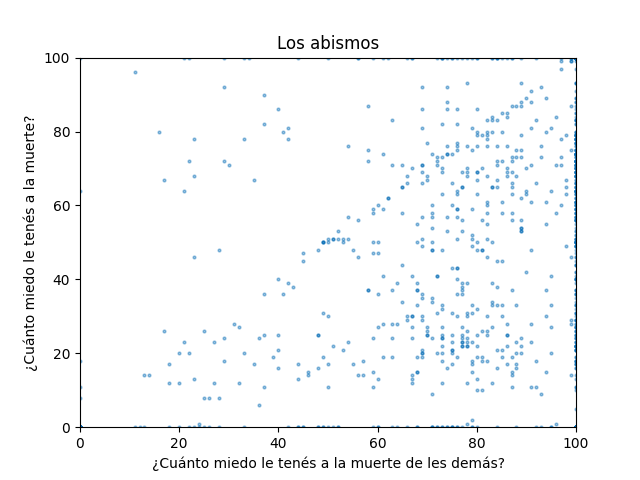 Los abismos
100
80
60
40
20
0
¿Cuánto miedo le tenés a la muerte?
0 20 40 60 80 100
¿Cuánto miedo le tenés a la muerte de les demás?